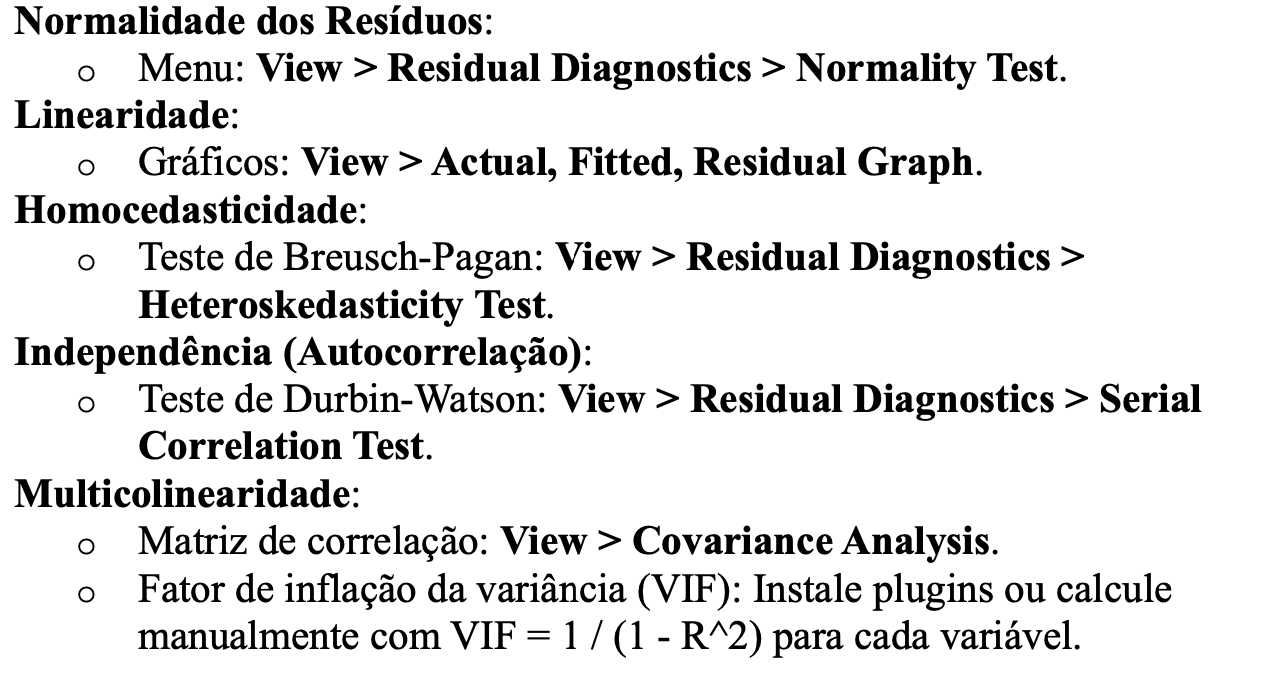 Normalidade dos Resíduos:
○ Menu: View > Residual Diagnostics > Normality Test.
Linearidade:
○ Gráficos: View > Actual, Fitted, Residual Graph.
Homocedasticidade:
○ Teste de Breusch-Pagan: View > Residual Diagnostics >
Heteroskedasticity Test.
Independência (Autocorrelação):
○ Teste de Durbin-Watson: View > Residual Diagnostics > Serial
Correlation Test.
Multicolinearidade:
○ Matriz de correlação: View > Covariance Analysis.
○ Fator de inflação da variância (VIF): Instale plugins ou calcule
manualmente com VIF = 1 / (1 - R^2) para cada variável.